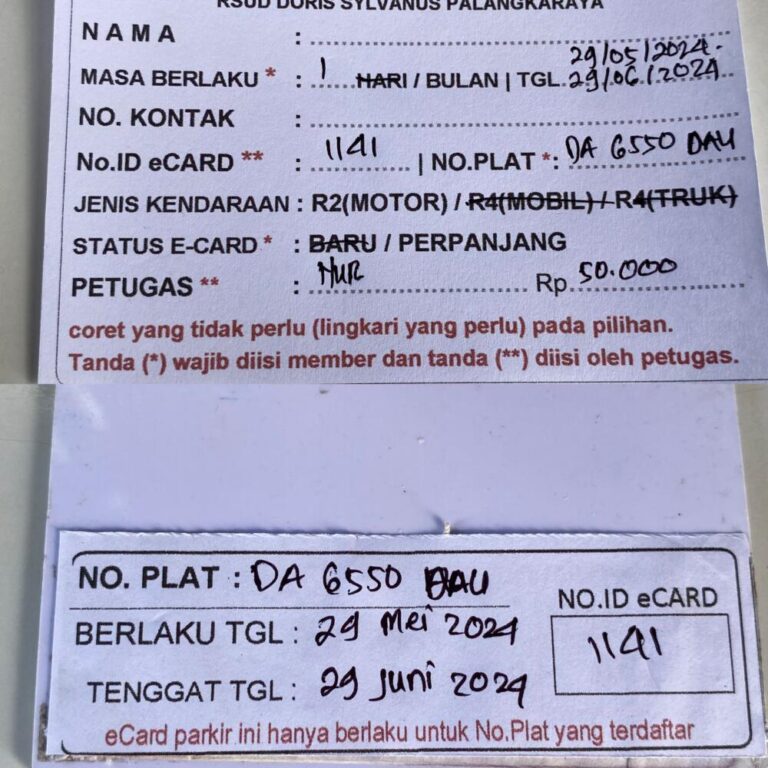 RSUD DORIS SYLVANUS PALANGKARAYA
NAMA :
29/05/2024-
MASA BERLAKU * : 1 HARI / BULAN | TGL. 29/06/2024
NO. KONTAK :
No.ID eCARD ** : 1141 | NO.PLAT *: DA 6550 DAU
JENIS KENDARAAN : R2(MOTOR) / R4(MOBIL) / R4(TRUK)
STATUS E-CARD * : BARU / PERPANJANG
PETUGAS ** : NUR Rp. 50.000
coret yang tidak perlu (lingkari yang perlu) pada pilihan.
Tanda (*) wajib diisi member dan tanda (**) diisi oleh petugas.
NO. PLAT : DA 6550 DAU
NO.ID eCARD
BERLAKU TGL : 29 Mei 2024
1141
TENGGAT TGL : 29 Juni 2024
eCard parkir ini hanya berlaku untuk No.Plat yang terdaftar